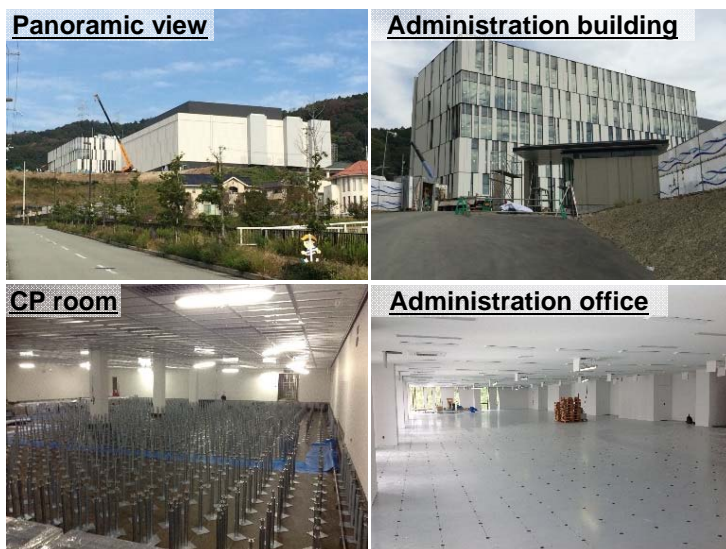 Panoramic view
Administration building
CP room
Administration office